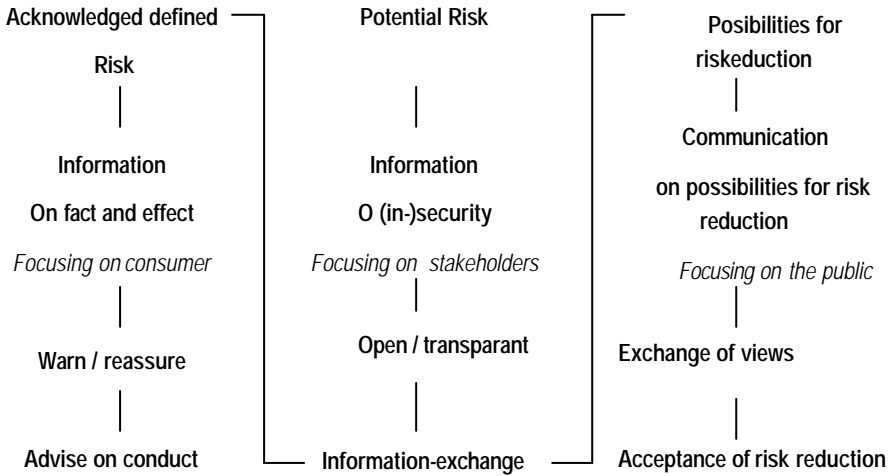 Acknowledged defined
Risk
Information
On fact and effect
Focusing on consumer
Warn / reassure
Advise on conduct
Potential Risk
Information
O (in-)security
Focusing on stakeholders
Open / transparant
Information-exchange
Posibilities for
riskeduction
Communication
on possibilities for risk
reduction
Focusing on the public
Exchange of views
Acceptance of risk reduction